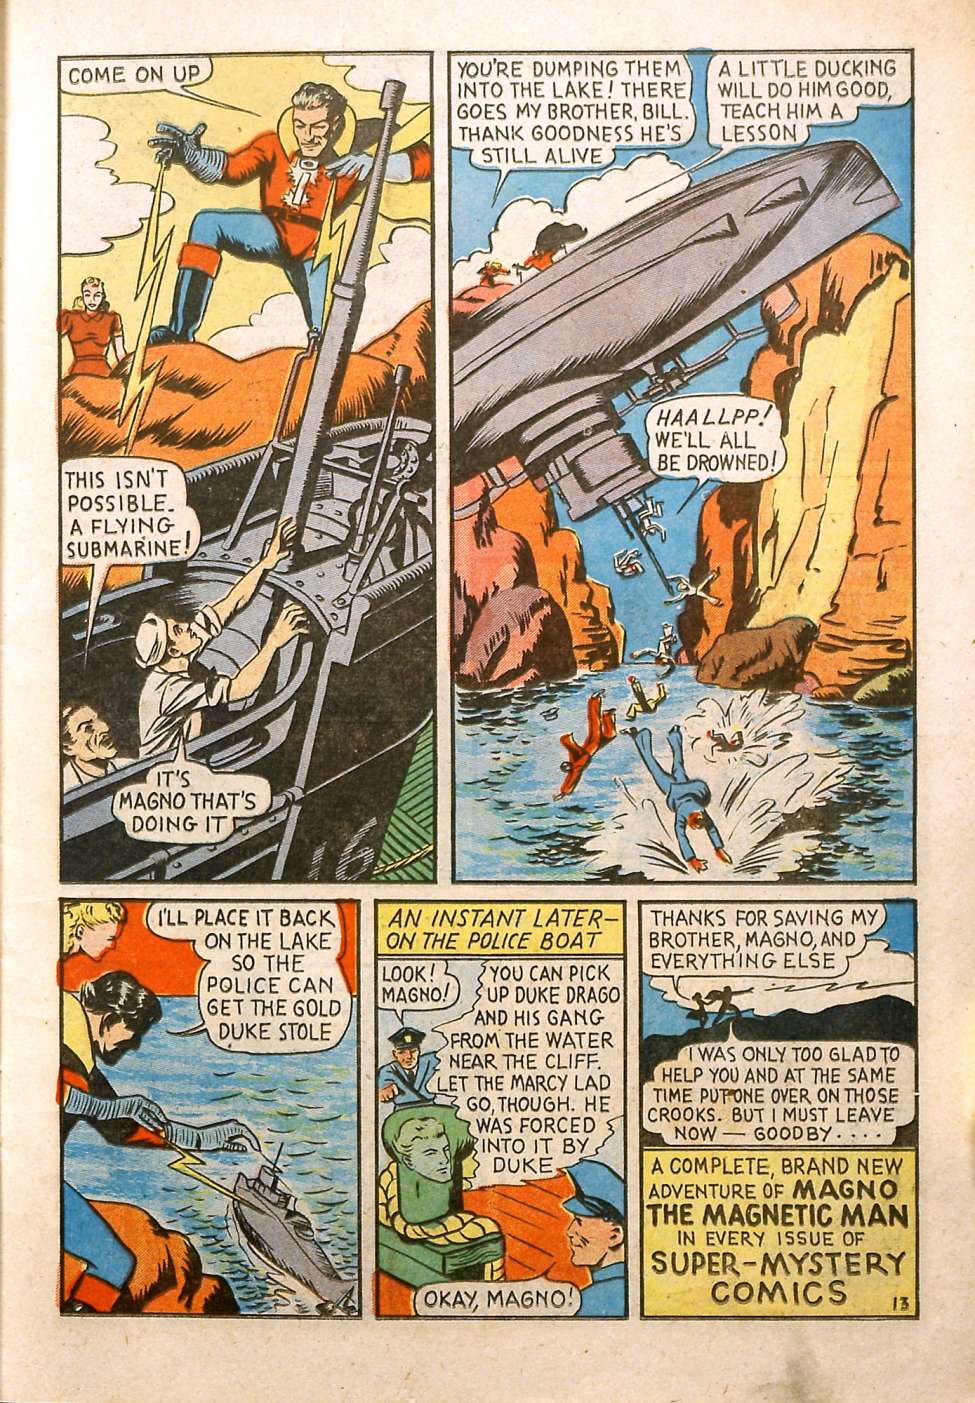 COME ON UP
THIS ISN'T
POSSIBLE_
A FLYING
SUBMARINE!
IT'S
MAGNO THAT'S
DOING IT
16
YOU'RE DUMPING THEM
INTO THE LAKE! THERE
GOES MY BROTHER, BILL.
THANK GOODNESS HE'S
STILL ALIVE
A LITTLE DUCKING
WILL DO HIM GOOD,
TEACH HIM A
LESSON
HAALLPP!
WE'LL ALL
BE DROWNED!
I'LL PLACE IT BACK
ON THE LAKE
SO THE
POLICE CAN
GET THE GOLD
DUKE STOLE
AN INSTANT LATER—
ON THE POLICE BOAT
LOOK!
MAGNO!
YOU CAN PICK
UP DUKE DRAGO
AND HIS GANG
FROM THE WATER
NEAR THE CLIFF.
LET THE MARCY LAD
GO, THOUGH. HE
WAS FORCED
INTO IT BY
DUKE
OKAY, MAGNO!
THANKS FOR SAVING MY
BROTHER, MAGNO, AND
EVERYTHING ELSE
I WAS ONLY TOO GLAD TO
HELP YOU AND AT THE SAME
TIME PUT ONE OVER ON THOSE
CROOKS. BUT I MUST LEAVE
NOW — GOODBY....
A COMPLETE, BRAND NEW
ADVENTURE OF MAGNO
THE MAGNETIC MAN
IN EVERY ISSUE OF
SUPER-MYSTERY
COMICS
13